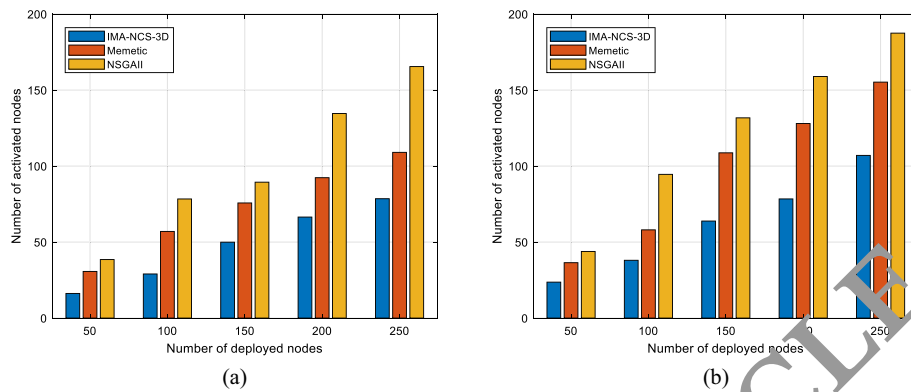 200
150
100
50
0
Number of activated nodes
IMA-NCS-3D
Memetic
NSGAII
50 100 150 200 250
Number of deployed nodes
(a)
200
150
100
50
0
Number of activated nodes
IMA-NCS-3D
Memetic
NSGAII
50 100 150 0 250
Number of deployed nodes
(b)
CLE